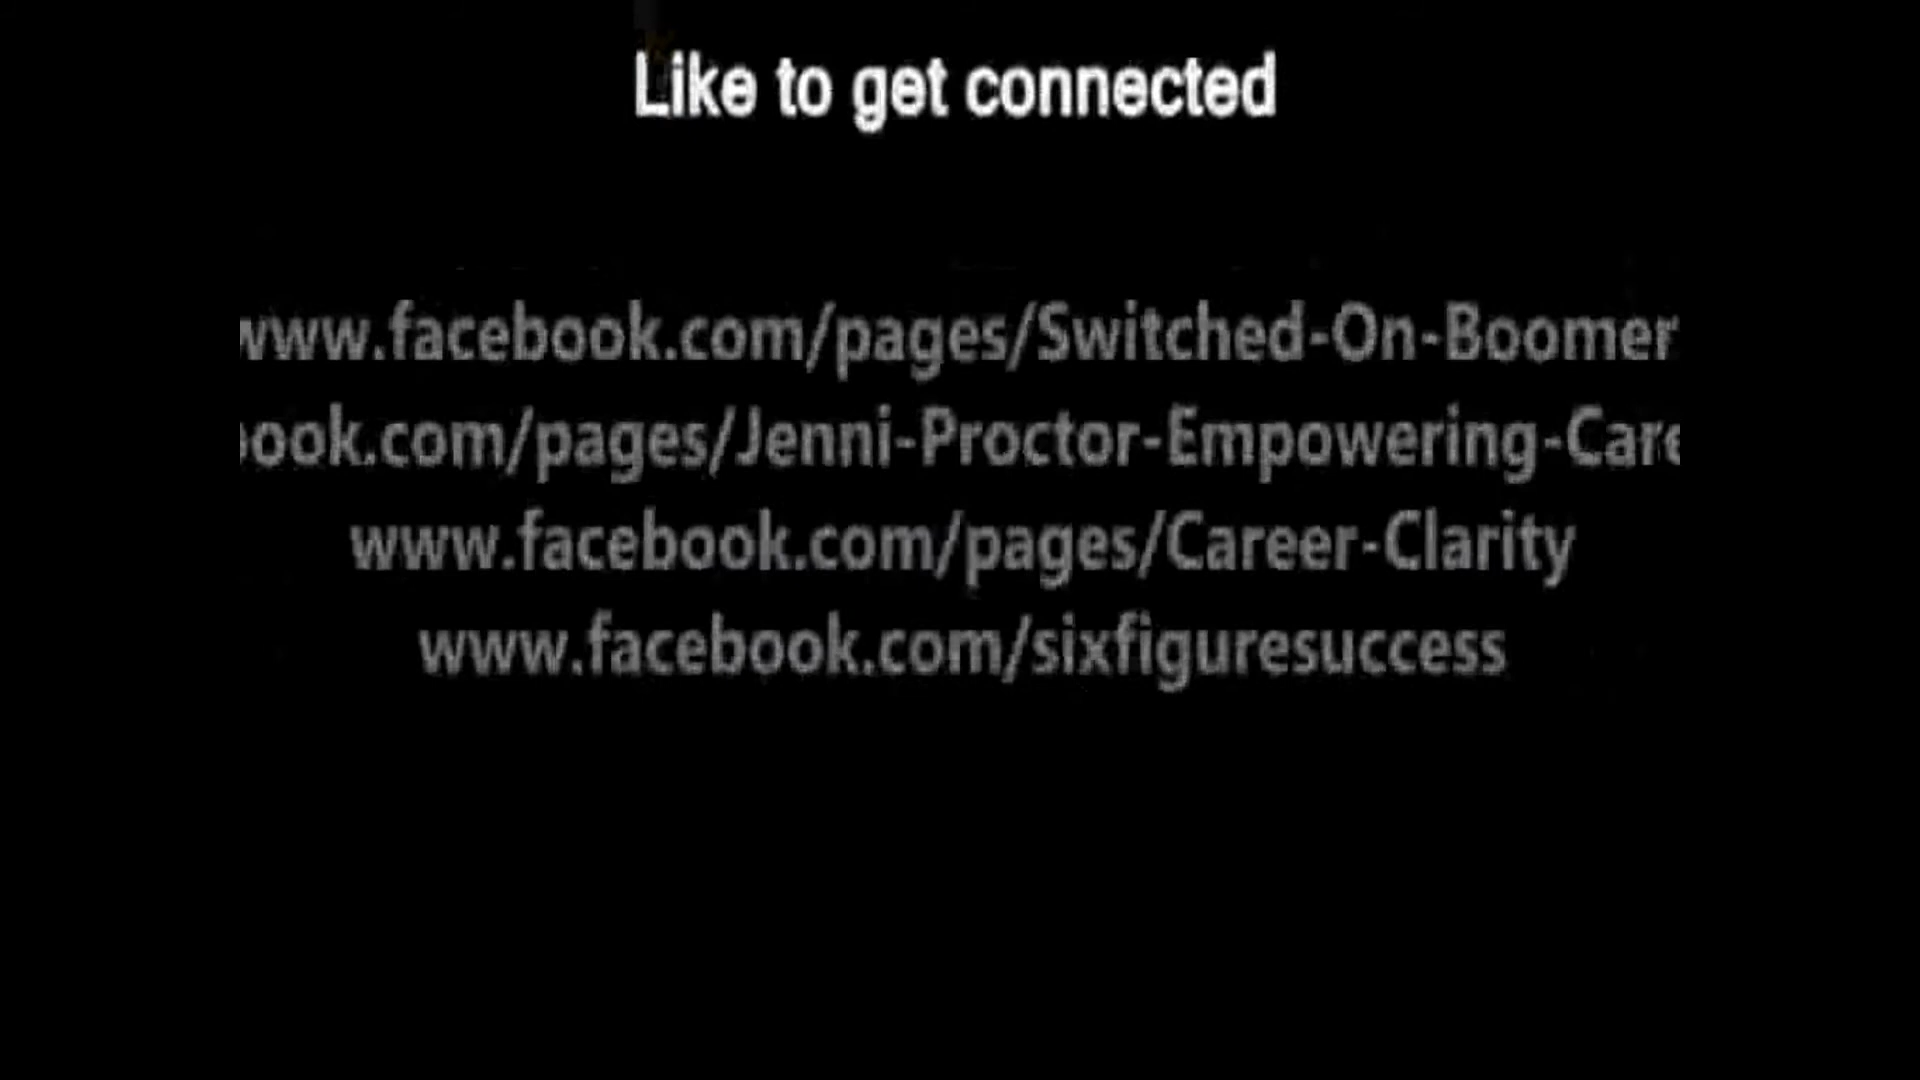 Like to get connected
www.facebook.com/pages/Switched-On-Boomer
ook.com/pages/Jenni-Proctor-Empowering-Care
www.facebook.com/pages/Career-Clarity
www.facebook.com/sixfiguresuccess